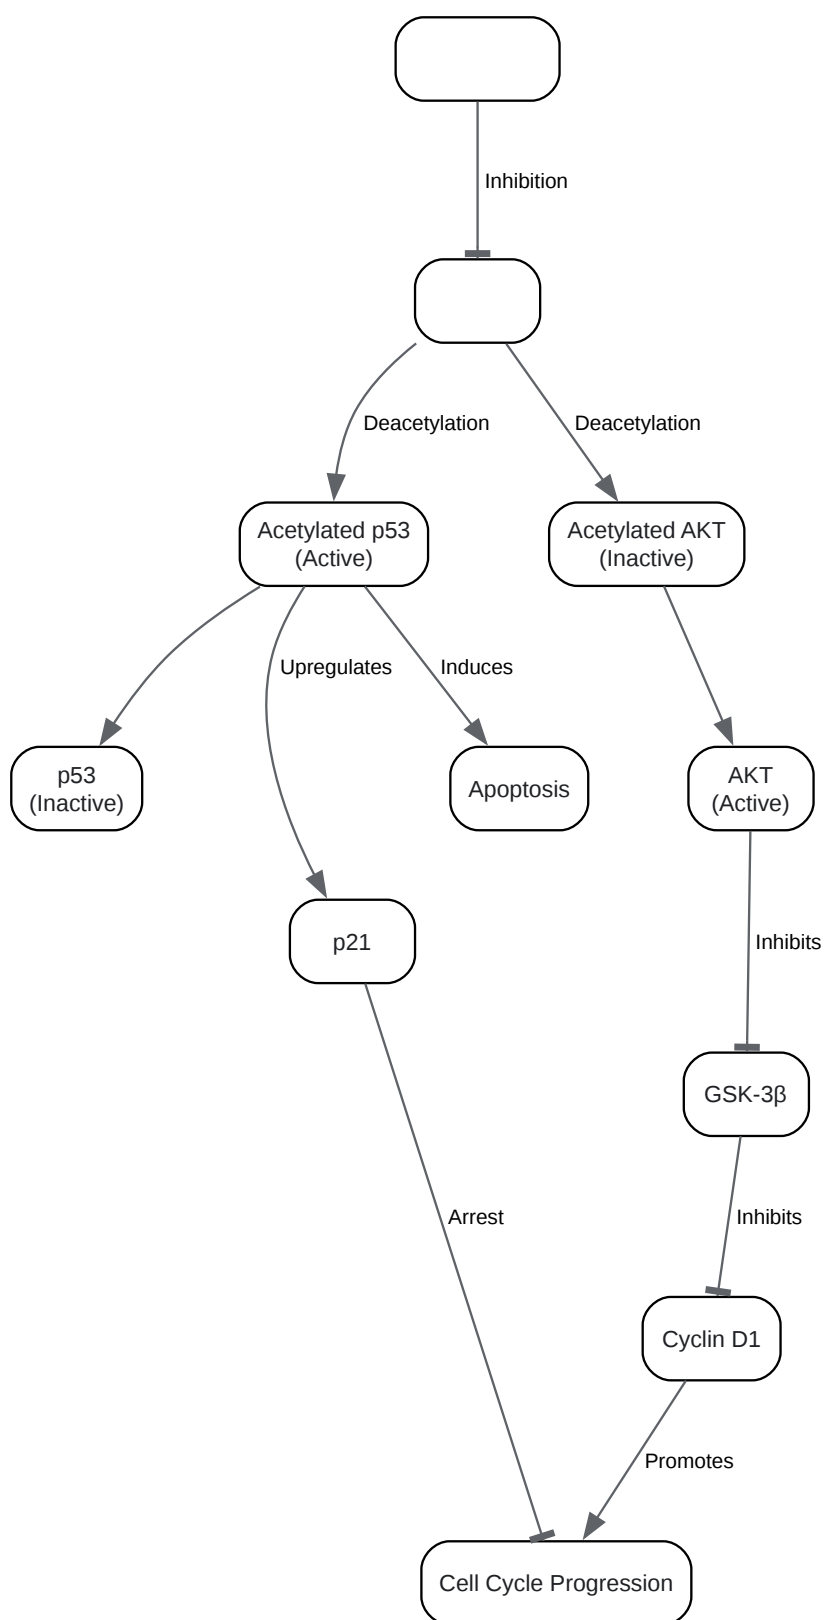 Inhibition
Deacetylation
Deacetylation
Acetylated p53
(Active)
Acetylated AKT
(Inactive)
Upregulates
Induces
p53
(Inactive)
Apoptosis
AKT
(Active)
p21
Inhibits
GSK-3β
Arrest
Inhibits
Cyclin D1
Promotes
Cell Cycle Progression